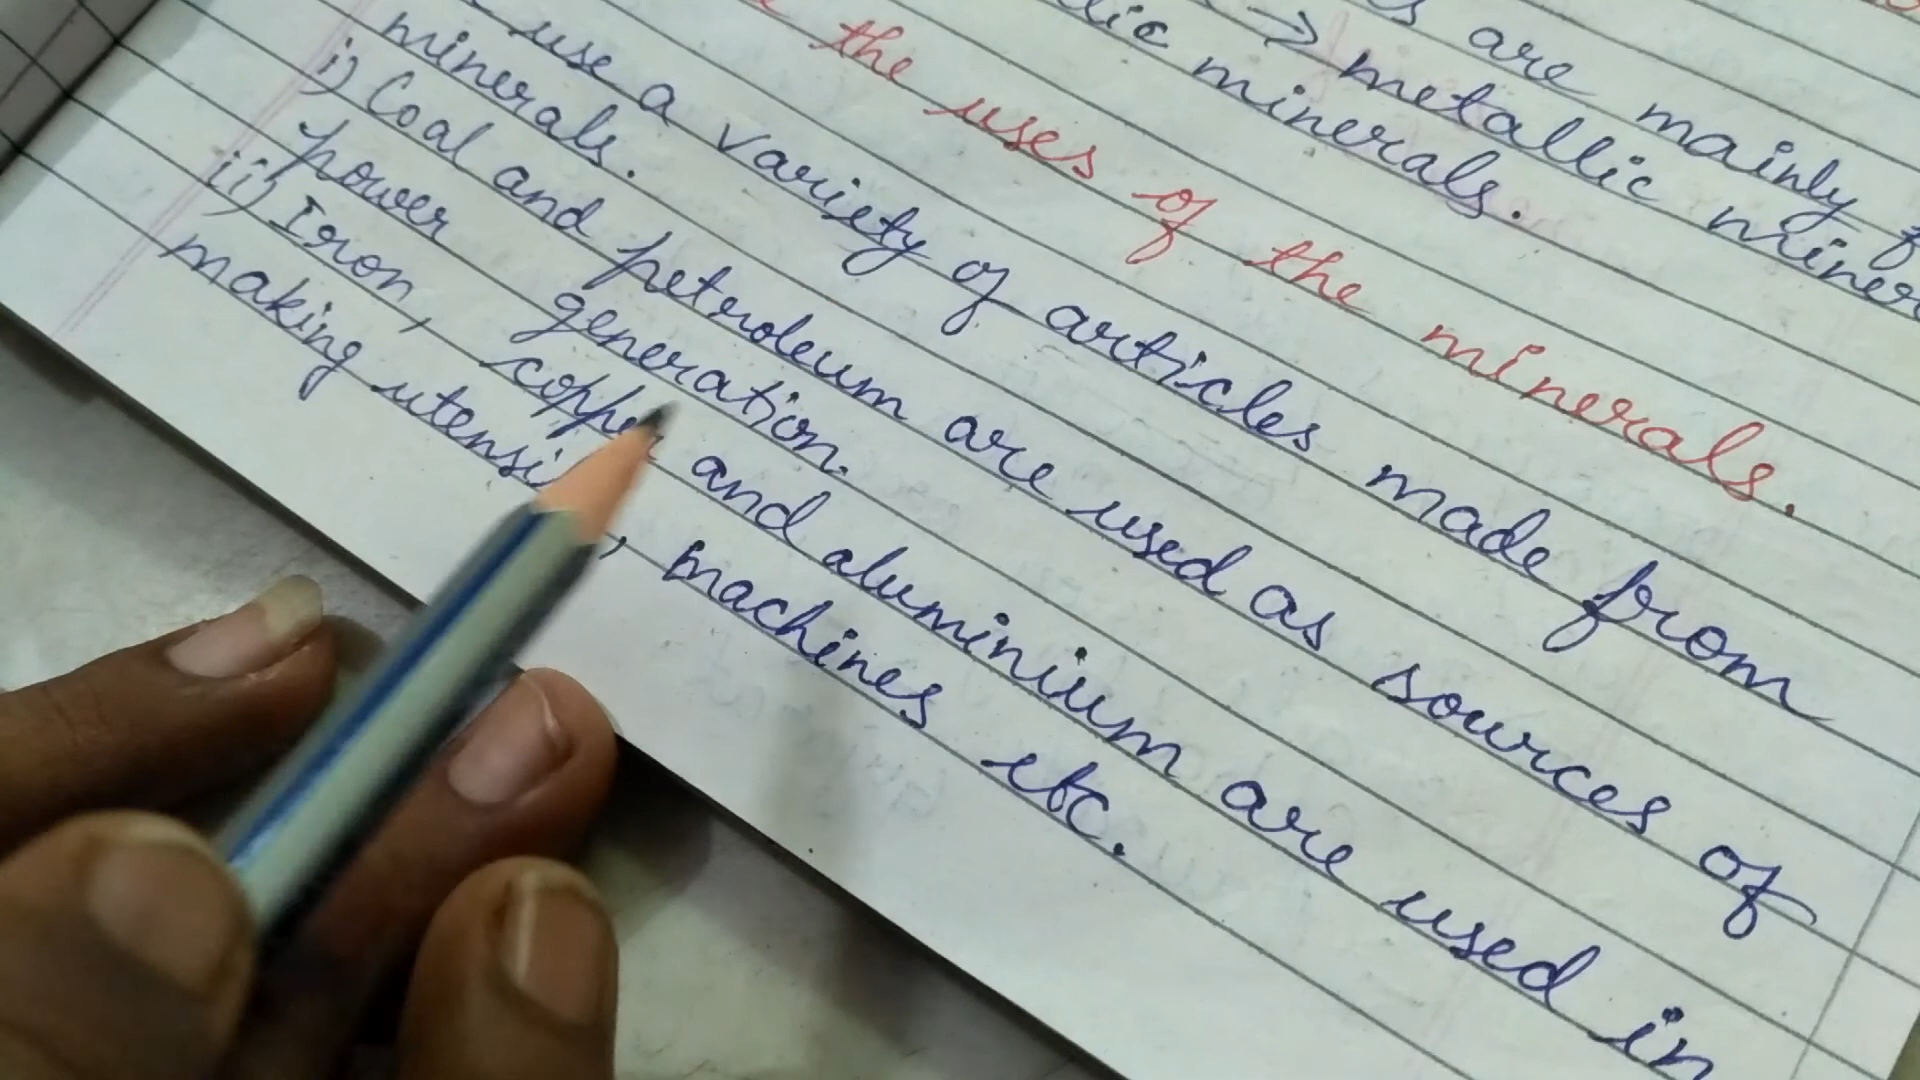 are mainly
→ metallic miner
lic minerals.
the uses of the minerals.
use a variety of articles made from
minerals.
i) Coal and petroleum are used as sources of
power generation.
ii) Iron, copper and aluminium are used in
making utensi , machines etc.